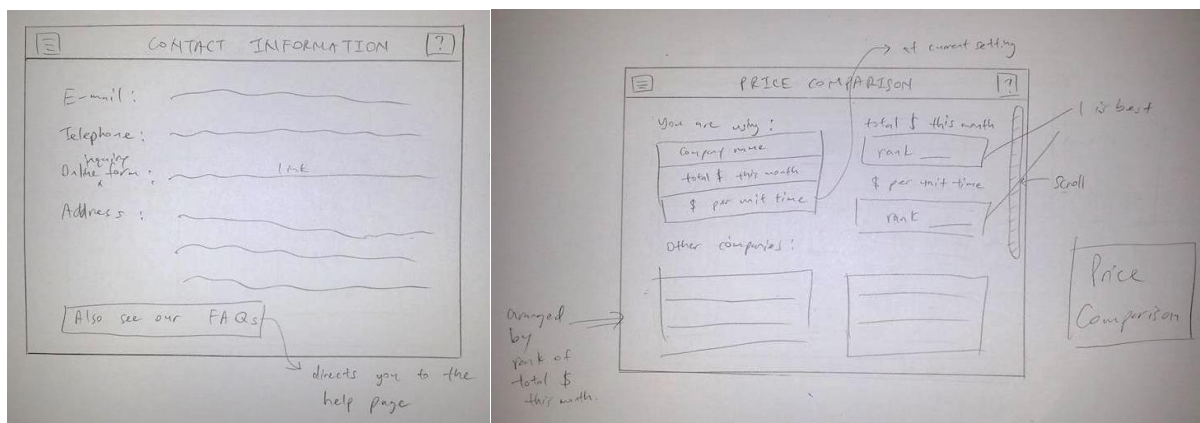 CONTACT INFORMATION ?
E-mail :
Telephone :
inquiry
Online form : link
Address :
Also see our FAQs
directs you to the
help page
at current setting
PRICE COMPARISON ?
You are using :
Company name
total $ this month
$ per unit time
total $ this month
rank
$ per unit time
rank
1 is best
Scroll
Other companies :
arranged
by
rank of
total $
this month.
Price
Comparison